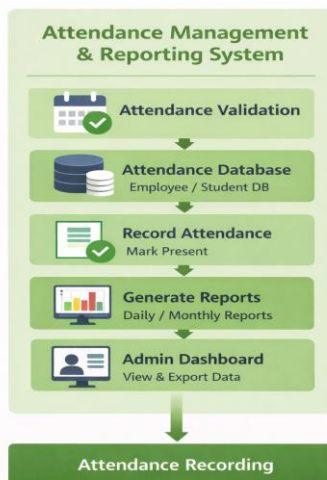 Attendance Management
& Reporting System
Attendance Validation
Attendance Database
Employee / Student DB
Record Attendance
Mark Present
Generate Reports
Daily / Monthly Reports
Admin Dashboard
View & Export Data
Attendance Recording